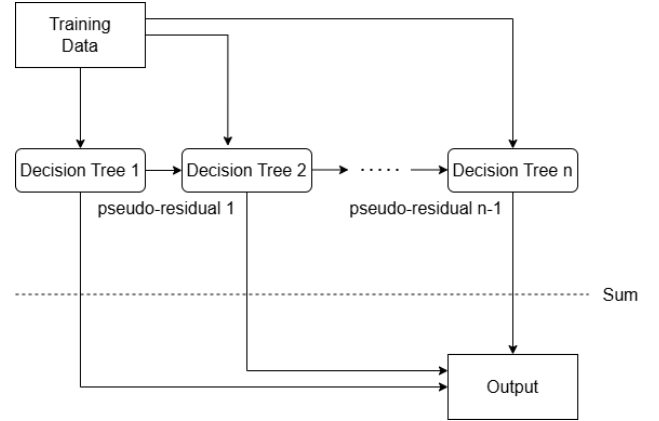 Training
Data
Decision Tree 1
Decision Tree 2
.....
Decision Tree n
pseudo-residual 1
pseudo-residual n-1
Sum
Output